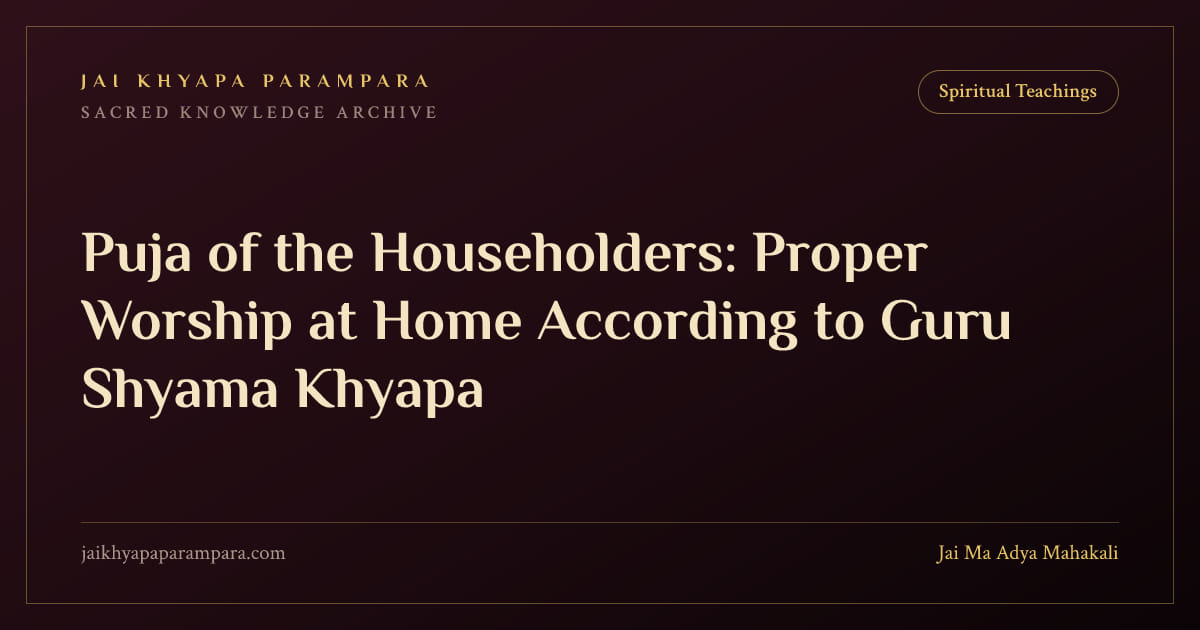 JAI KHYAPA PARAMPARA
SACRED KNOWLEDGE ARCHIVE
Spiritual Teachings
Puja of the Householders: Proper
Worship at Home According to Guru
Shyama Khyapa
jaikhyapaparampara.com
Jai Ma Adya Mahakali